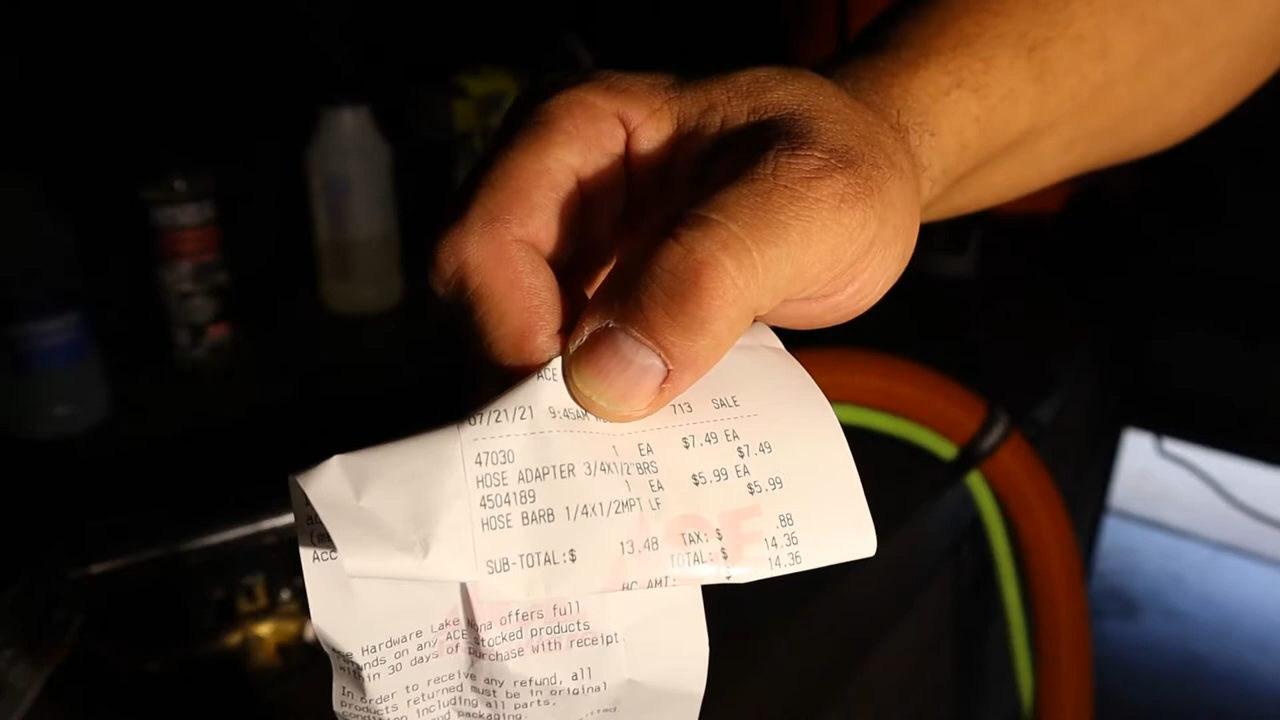 ACE
07/21/21 9:45AM 713 SALE
47030 1 EA $7.49 EA
HOSE ADAPTER 3/4X1/2"BRS $7.49
4504189 1 EA $5.99 EA
HOSE BARB 1/4X1/2MPT LF $5.99
SUB-TOTAL:$ 13.48 TAX: $ .88
TOTAL: $ 14.36
BC AMT: $ 14.36
ACE
Acc
Hardware Lake Nona offers full
refunds on any ACE stocked products
within 30 days of purchase with receipt.
In order to receive any refund, all
products returned must be in original
condition including all parts,
and packaging.